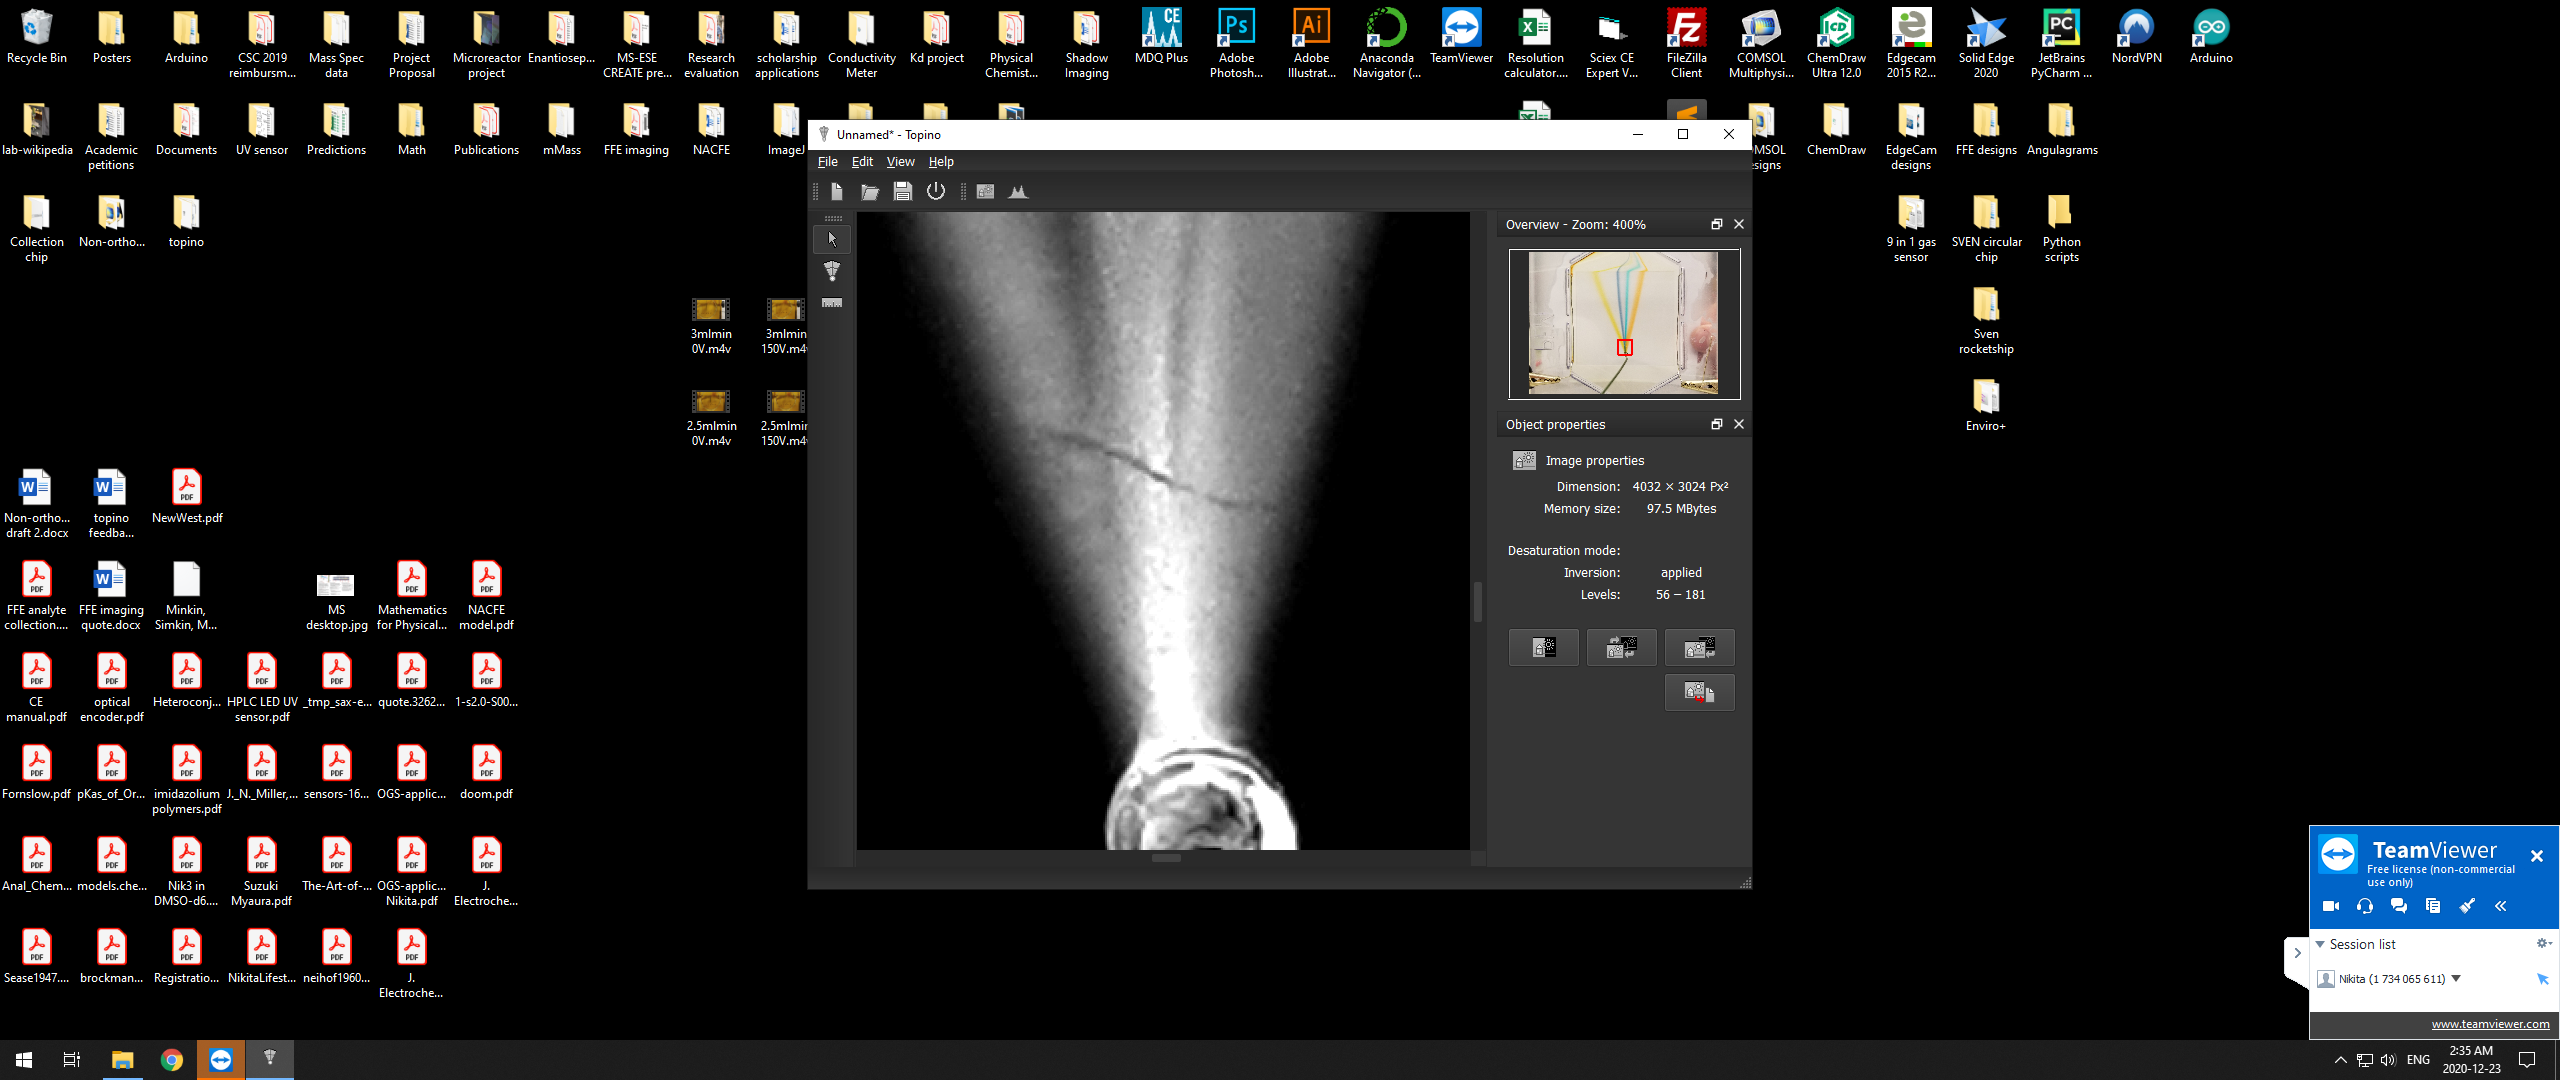 Recycle Bin
Posters
Arduino
CSC 2019
reimbursm...
Mass Spec
data
Project
Proposal
Microreactor
project
Enantiosep...
MS-ESE
CREATE pre...
Research
evaluation
scholarship
applications
Conductivity
Meter
Kd project
Physical
Chemist...
Shadow
Imaging
CE
MDQ Plus
Ps
Adobe
Photosh...
Ai
Adobe
Illustrat...
Anaconda
Navigator (...
TeamViewer
Resolution
calculator....
Sciex CE
Expert V...
FileZilla
Client
COMSOL
Multiphysi...
ChemDraw
Ultra 12.0
Edgecam
2015 R2...
Solid Edge
2020
PC
JetBrains
PyCharm ...
NordVPN
Arduino
lab-wikipedia
Academic
petitions
Documents
UV sensor
Predictions
Math
Publications
mMass
FFE imaging
NACFE
ImageJ
OMSOL
esigns
ChemDraw
EdgeCam
designs
FFE designs
Angulagrams
Collection
chip
Non-ortho...
topino
9 in 1 gas
sensor
SVEN circular
chip
Python
scripts
3mlmin
0V.m4v
3mlmin
150V.m4v
Sven
rocketship
2.5mlmin
0V.m4v
2.5mlmin
150V.m4v
Enviro+
Non-ortho...
draft 2.docx
topino
feedba...
NewWest.pdf
FFE analyte
collection....
FFE imaging
quote.docx
Minkin,
Simkin, M...
MS
desktop.jpg
Mathematics
for Physical...
NACFE
model.pdf
CE
manual.pdf
optical
encoder.pdf
Heteroconj...
HPLC LED UV
sensor.pdf
_tmp_sax-e...
quote.3262...
1-s2.0-S00...
Fornslow.pdf
pKas_of_Or...
imidazolium
polymers.pdf
J._N._Miller,...
sensors-16...
OGS-applic...
doom.pdf
Anal_Chem...
models.che...
Nik3 in
DMSO-d6....
Suzuki
Myaura.pdf
The-Art-of-...
OGS-applic...
Nikita.pdf
J.
Electroche...
Sease1947....
brockman...
Registratio...
NikitaLifest...
neihof1960...
J.
Electroche...
Unnamed* - Topino
File Edit View Help
Overview - Zoom: 400%
Object properties
Image properties
Dimension: 4032 × 3024 Px²
Memory size: 97.5 MBytes
Desaturation mode:
Inversion: applied
Levels: 56 – 181
TeamViewer
Free license (non-commercial
use only)
Session list
Nikita (1 734 065 611)
www.teamviewer.com
ENG
2:35 AM
2020-12-23